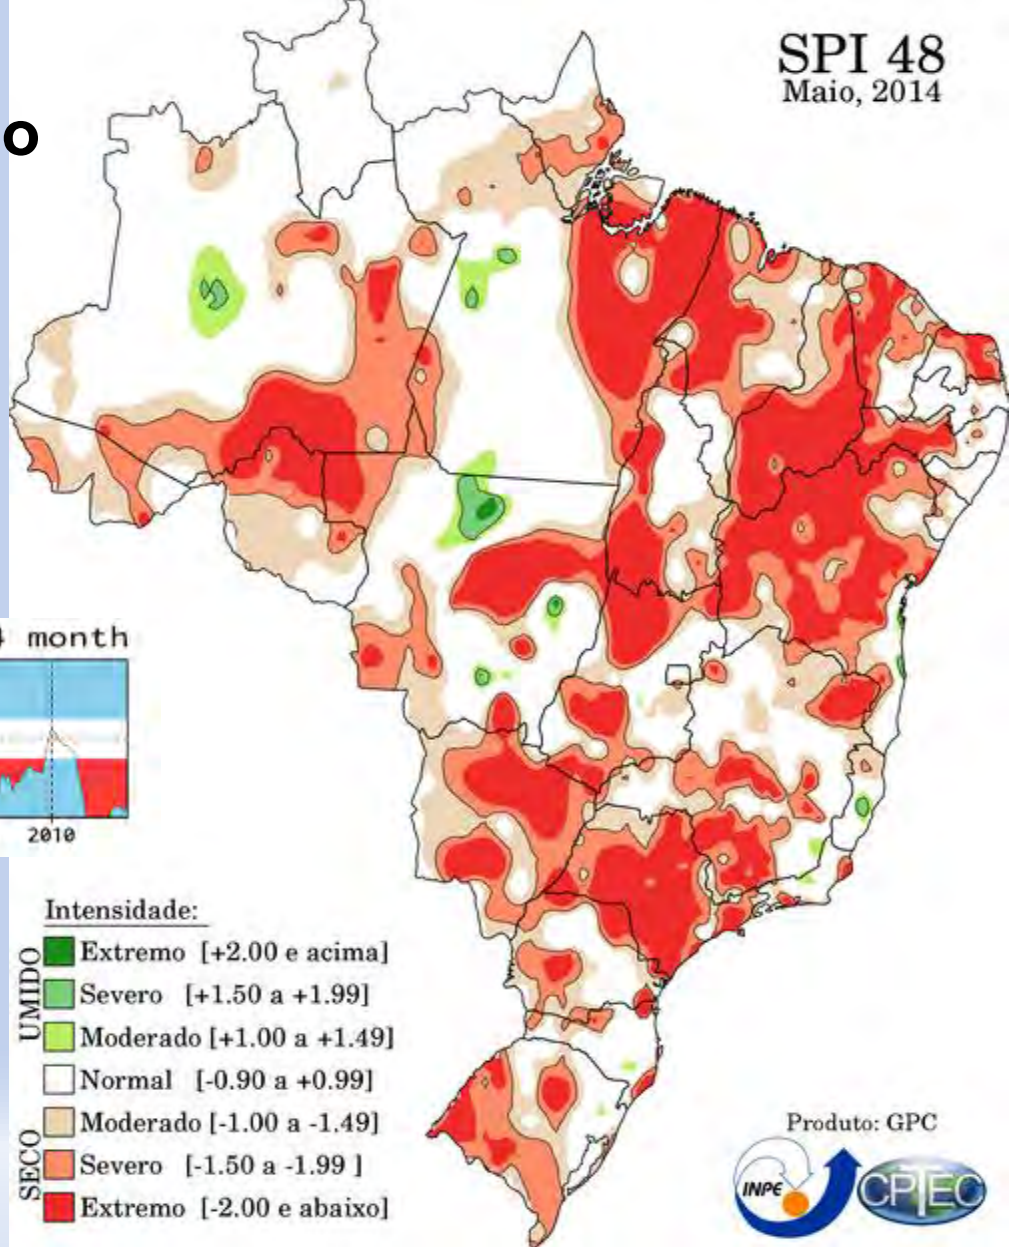 SPI 48
Maio, 2014
o
month
2010
Intensidade:
UMIDO
Extremo [+2.00 e acima]
Severo [+1.50 a +1.99]
Moderado [+1.00 a +1.49]
Normal [-0.90 a +0.99]
SECO
Moderado [-1.00 a -1.49]
Severo [-1.50 a -1.99 ]
Extremo [-2.00 e abaixo]
Produto: GPC
INPE
CPTEC